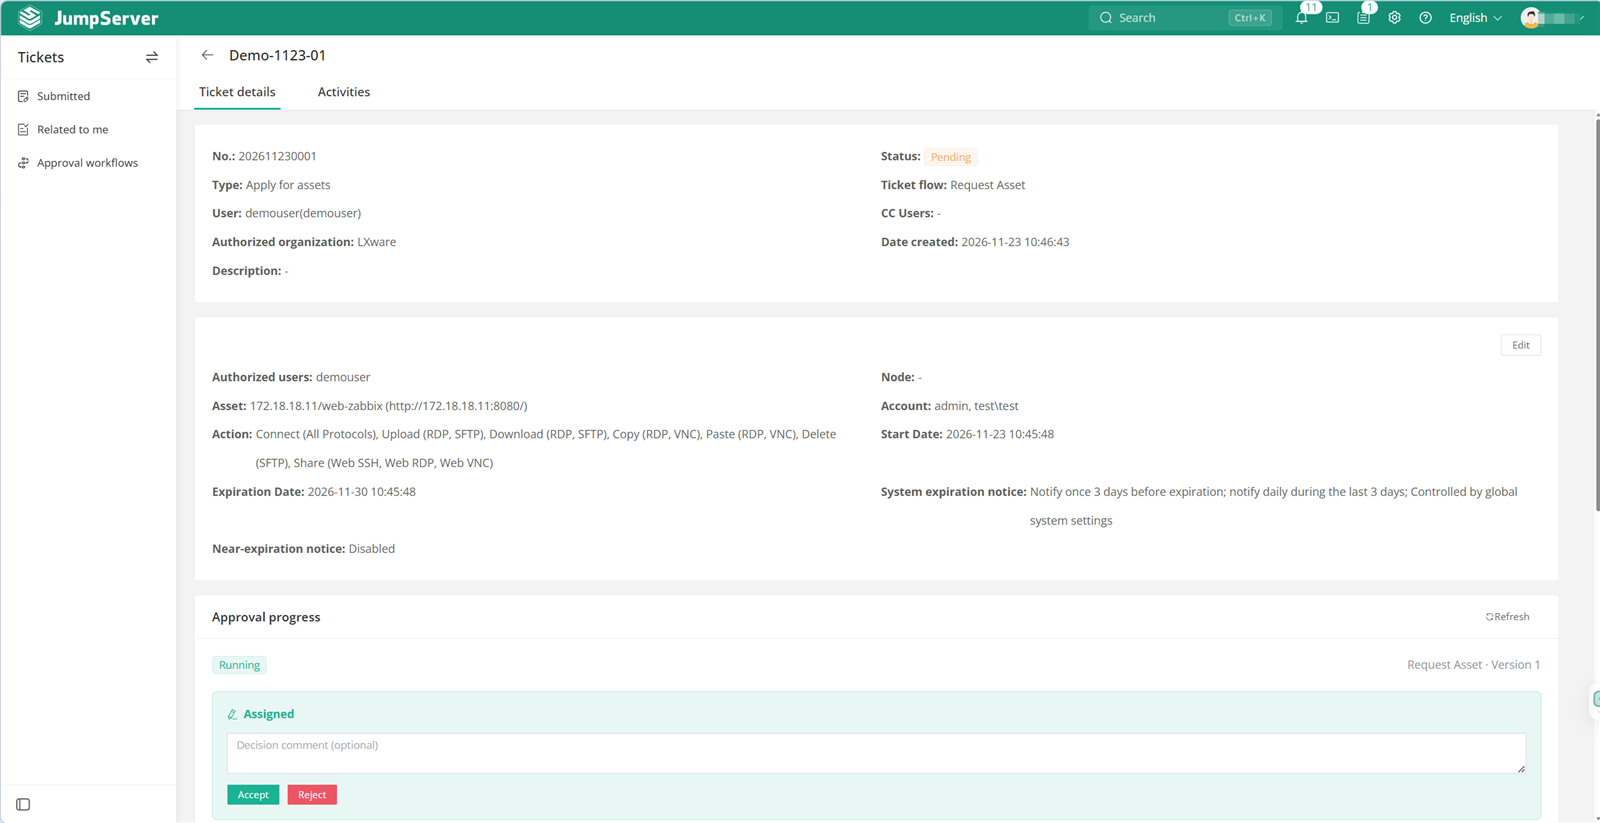 JumpServer
Search Ctrl+K 11 1 English
Tickets
Demo-1123-01
Ticket details Activities
Submitted
Related to me
Approval workflows
No.: 202611230001
Status: Pending
Type: Apply for assets
Ticket flow: Request Asset
User: demouser(demouser)
CC Users: -
Authorized organization: LXware
Date created: 2026-11-23 10:46:43
Description: -
Edit
Authorized users: demouser
Node: -
Asset: 172.18.18.11/web-zabbix (http://172.18.18.11:8080/)
Account: admin, test\test
Action: Connect (All Protocols), Upload (RDP, SFTP), Download (RDP, SFTP), Copy (RDP, VNC), Paste (RDP, VNC), Delete
(SFTP), Share (Web SSH, Web RDP, Web VNC)
Start Date: 2026-11-23 10:45:48
Expiration Date: 2026-11-30 10:45:48
System expiration notice: Notify once 3 days before expiration; notify daily during the last 3 days; Controlled by global
system settings
Near-expiration notice: Disabled
Approval progress
Refresh
Running
Request Asset · Version 1
Assigned
Decision comment (optional)
Accept Reject